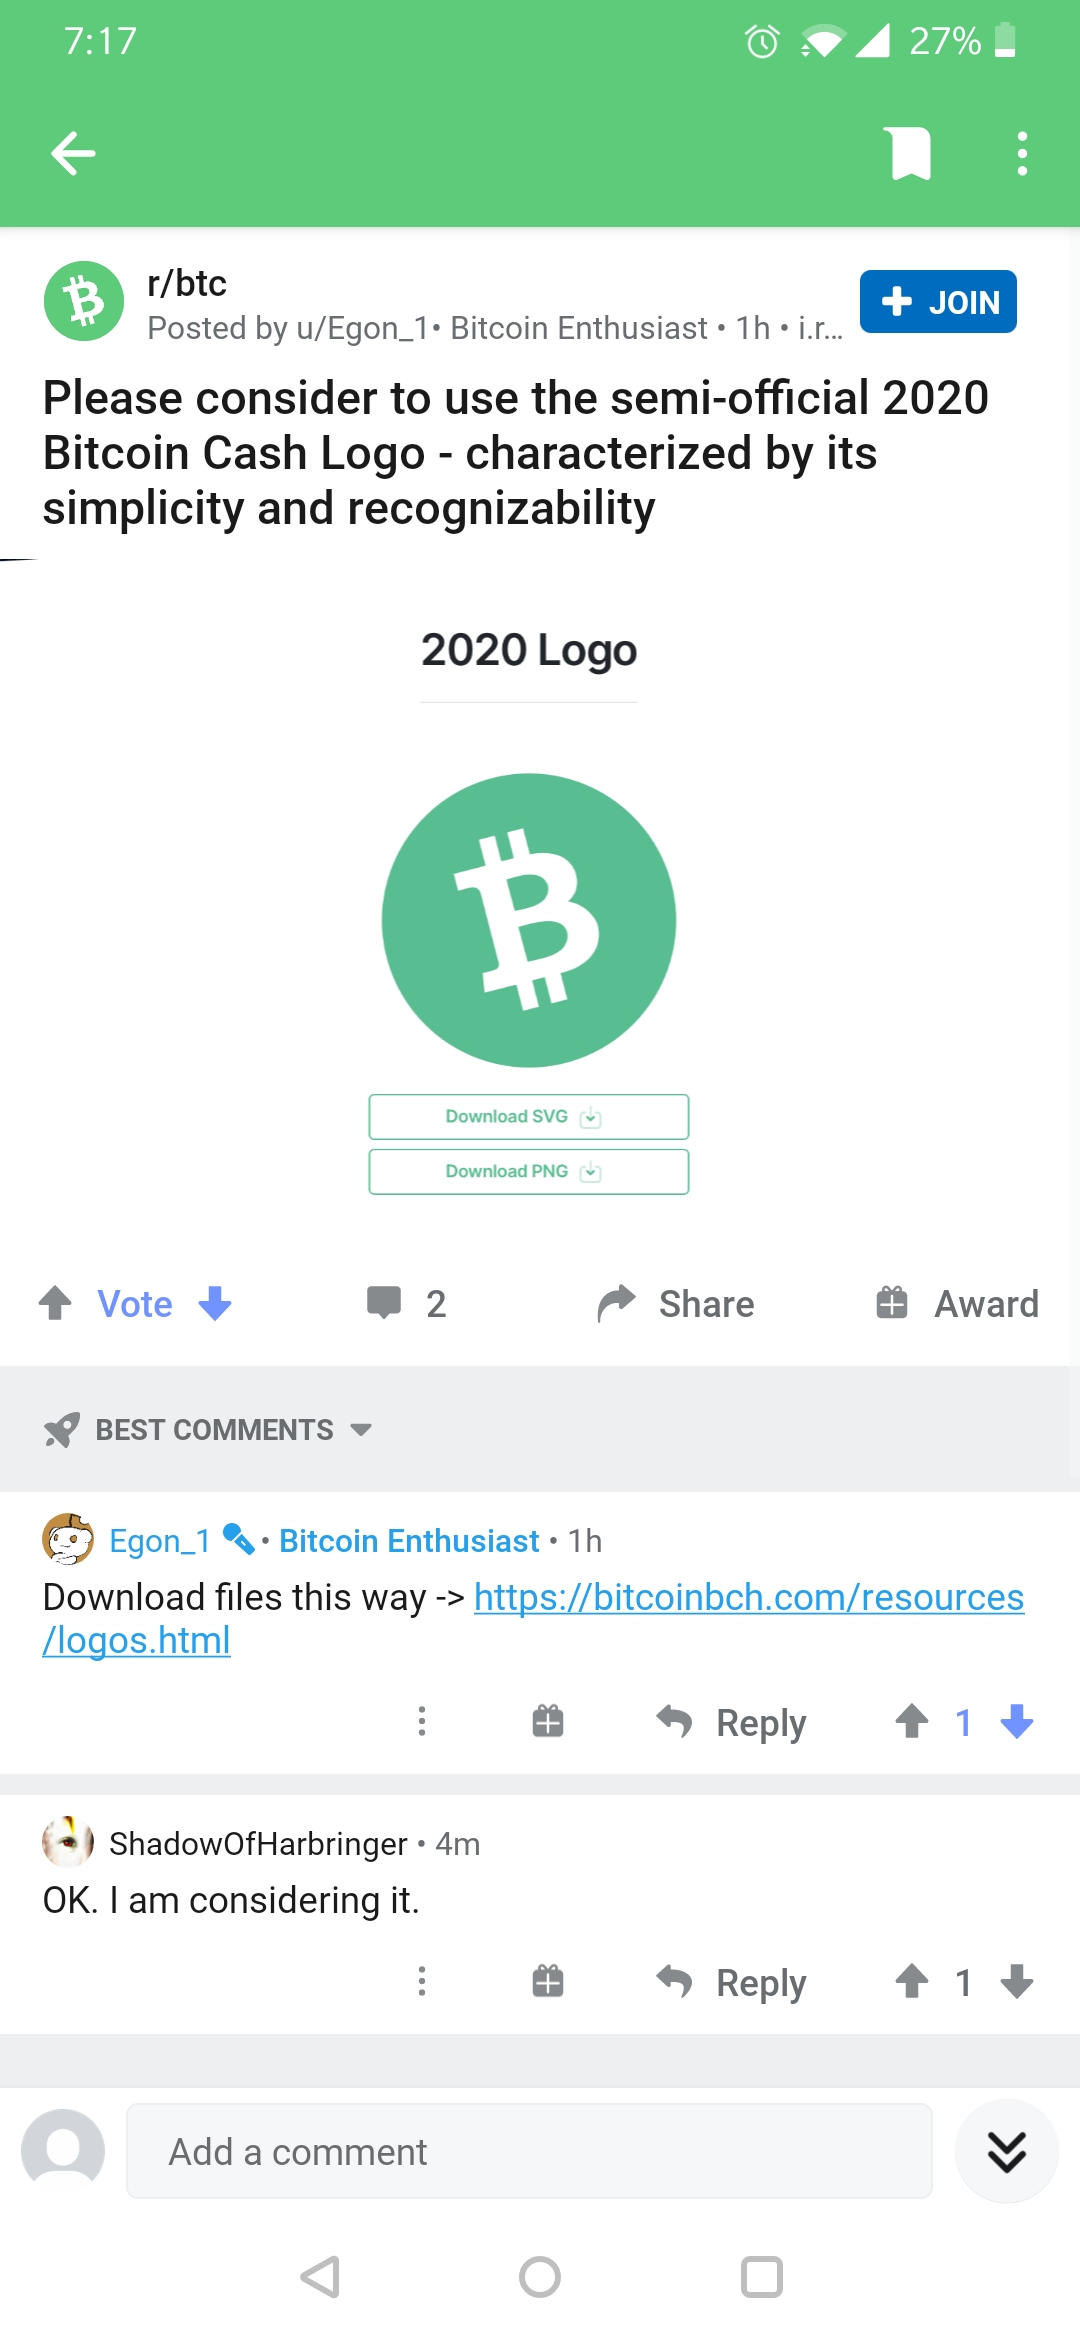 7:17
27%
r/btc
Posted by u/Egon_1• Bitcoin Enthusiast • 1h • i.r...
+ JOIN
Please consider to use the semi-official 2020
Bitcoin Cash Logo - characterized by its
simplicity and recognizability
2020 Logo
Download SVG
Download PNG
Vote
2
Share
Award
BEST COMMENTS
Egon_1 • Bitcoin Enthusiast • 1h
Download files this way -> https://bitcoinbch.com/resources
/logos.html
Reply
1
ShadowOfHarbringer • 4m
OK. I am considering it.
Reply
1
Add a comment